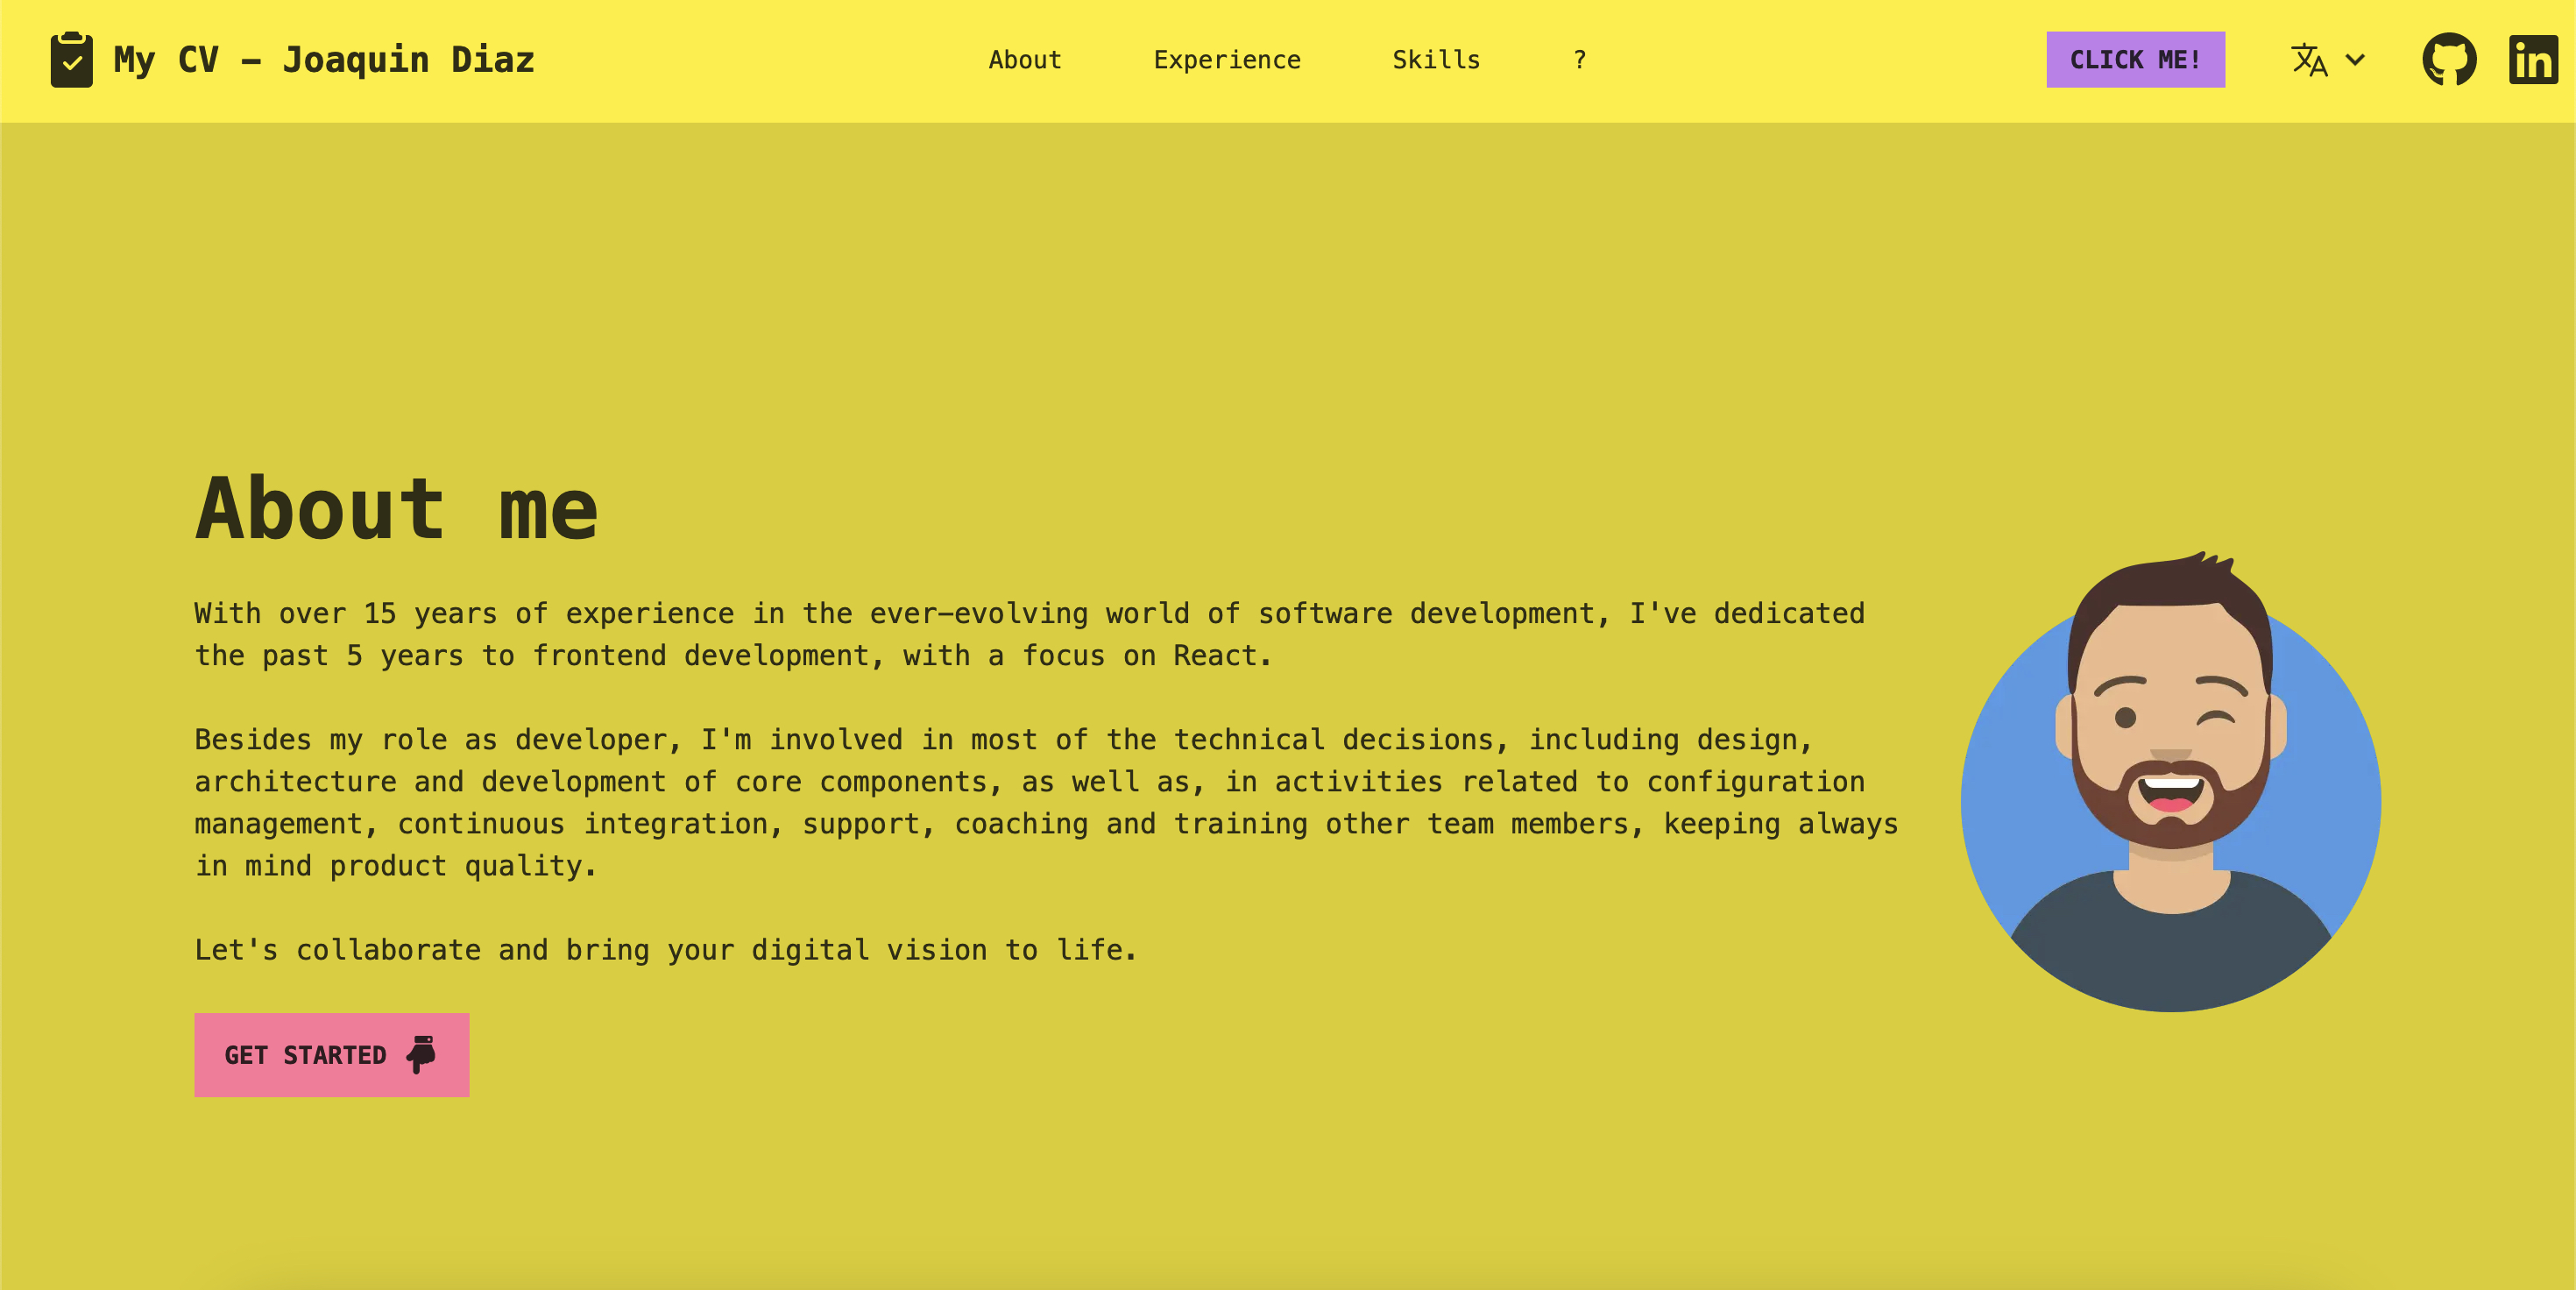 My CV – Joaquin Diaz
About
Experience
Skills
?
CLICK ME!
文A
in
About me
With over 15 years of experience in the ever-evolving world of software development, I've dedicated
the past 5 years to frontend development, with a focus on React.
Besides my role as developer, I'm involved in most of the technical decisions, including design,
architecture and development of core components, as well as, in activities related to configuration
management, continuous integration, support, coaching and training other team members, keeping always
in mind product quality.
Let's collaborate and bring your digital vision to life.
GET STARTED